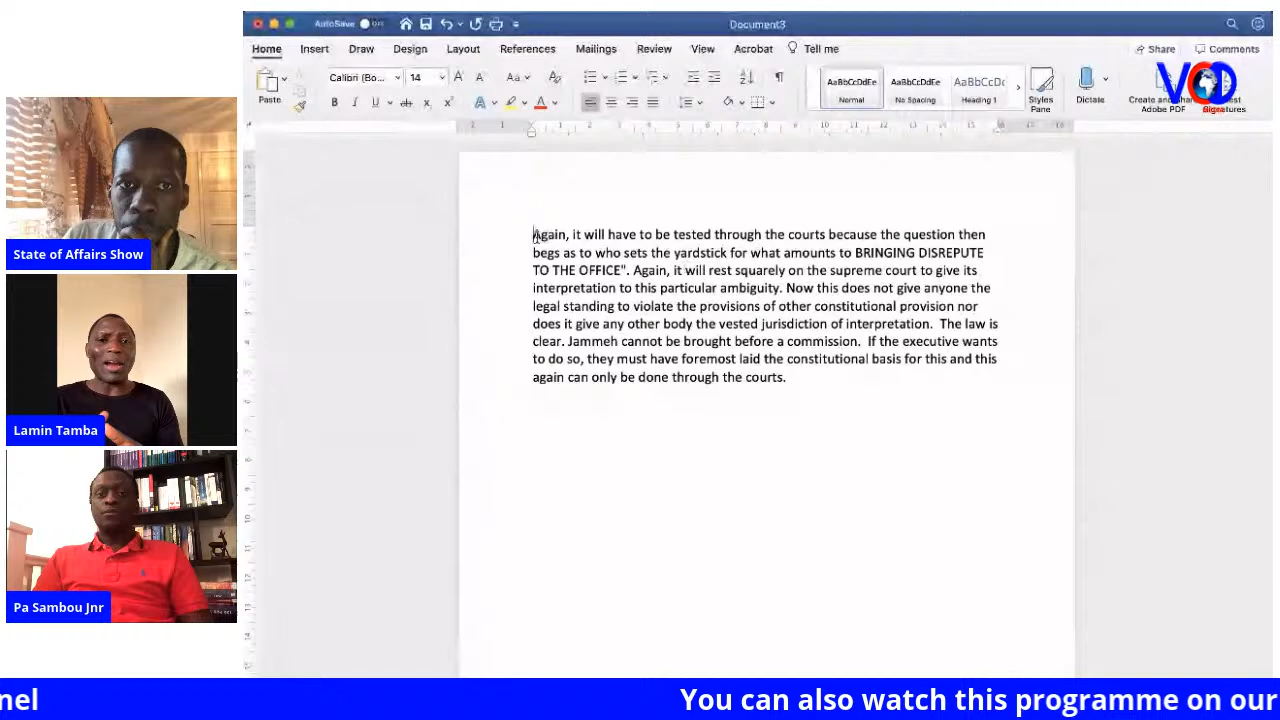 AutoSave
OFF
Document3
Home Insert Draw Design Layout References Mailings Review View Acrobat Tell me
Share Comments
Paste
Calibri (Bo...
14
AaBbCcDdEe
Normal
AaBbCcDdEe
No Spacing
AaBbCcDc
Heading 1
Styles
Pane
Dictate
Adobe PDF
Signatures
VOD
Again, it will have to be tested through the courts because the question then
begs as to who sets the yardstick for what amounts to BRINGING DISREPUTE
TO THE OFFICE". Again, it will rest squarely on the supreme court to give its
interpretation to this particular ambiguity. Now this does not give anyone the
legal standing to violate the provisions of other constitutional provision nor
does it give any other body the vested jurisdiction of interpretation.  The law is
clear. Jammeh cannot be brought before a commission.  If the executive wants
to do so, they must have foremost laid the constitutional basis for this and this
again can only be done through the courts.
State of Affairs Show
Lamin Tamba
Pa Sambou Jnr
nel
You can also watch this programme on our